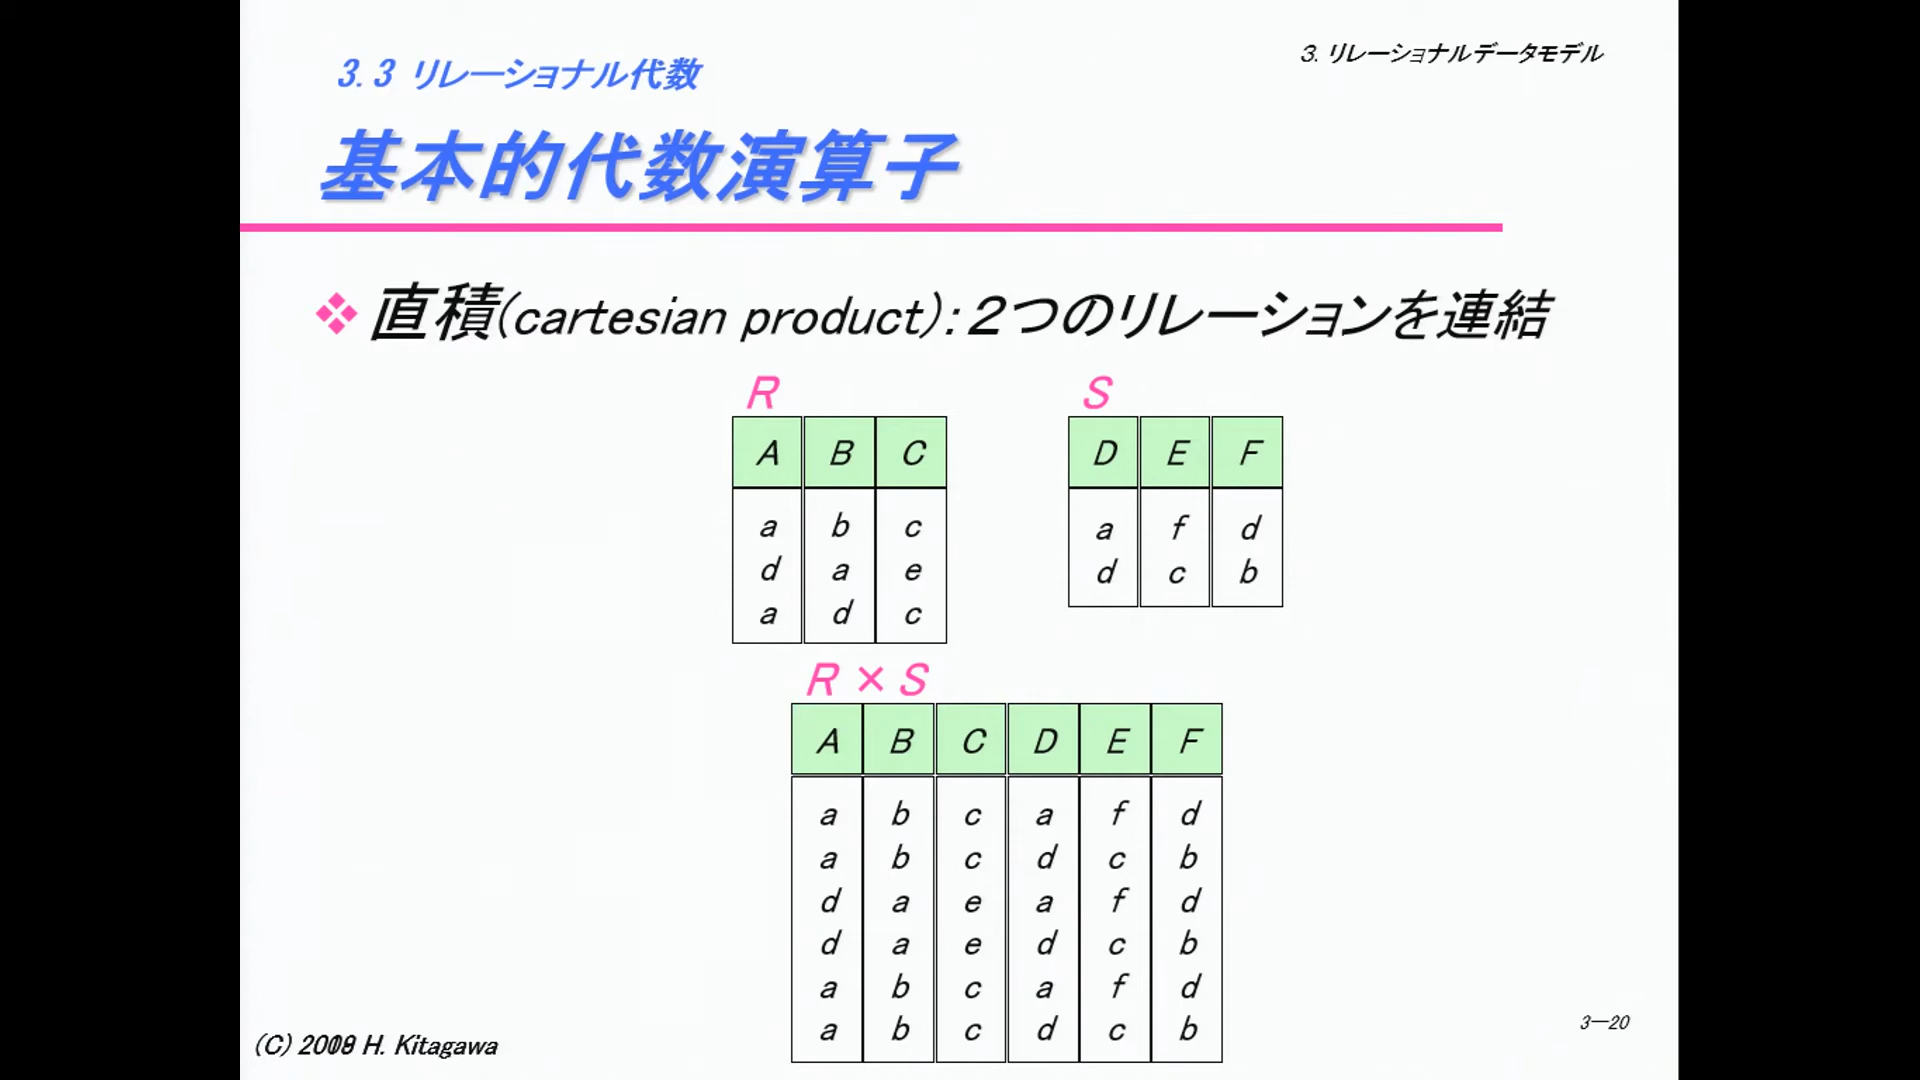 3. リレーショナルデータモデル
3.3 リレーショナル代数
基本的代数演算子
直積(cartesian product):2つのリレーションを連結
R S
A B C D E F
a b c a f d
d a e d c b
a d c
R × S
A B C D E F
a b c a f d
a b c d c b
d a e a f d
d a e d c b
a b c a f d
a b c d c b
3—20
(C) H. Kitagawa